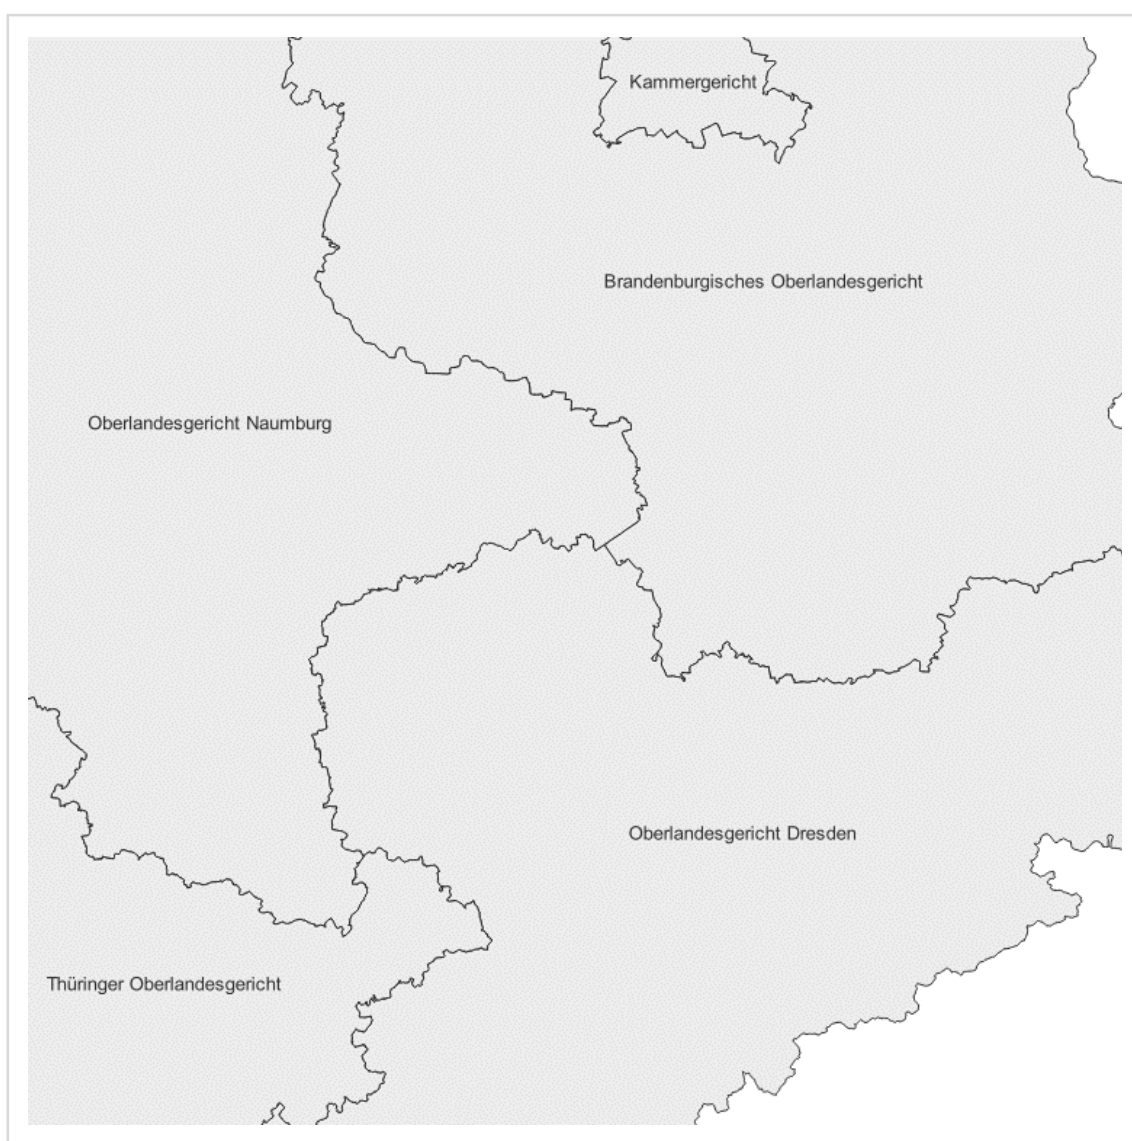 Kammergericht
Brandenburgisches Oberlandesgericht
Oberlandesgericht Naumburg
Oberlandesgericht Dresden
Thüringer Oberlandesgericht